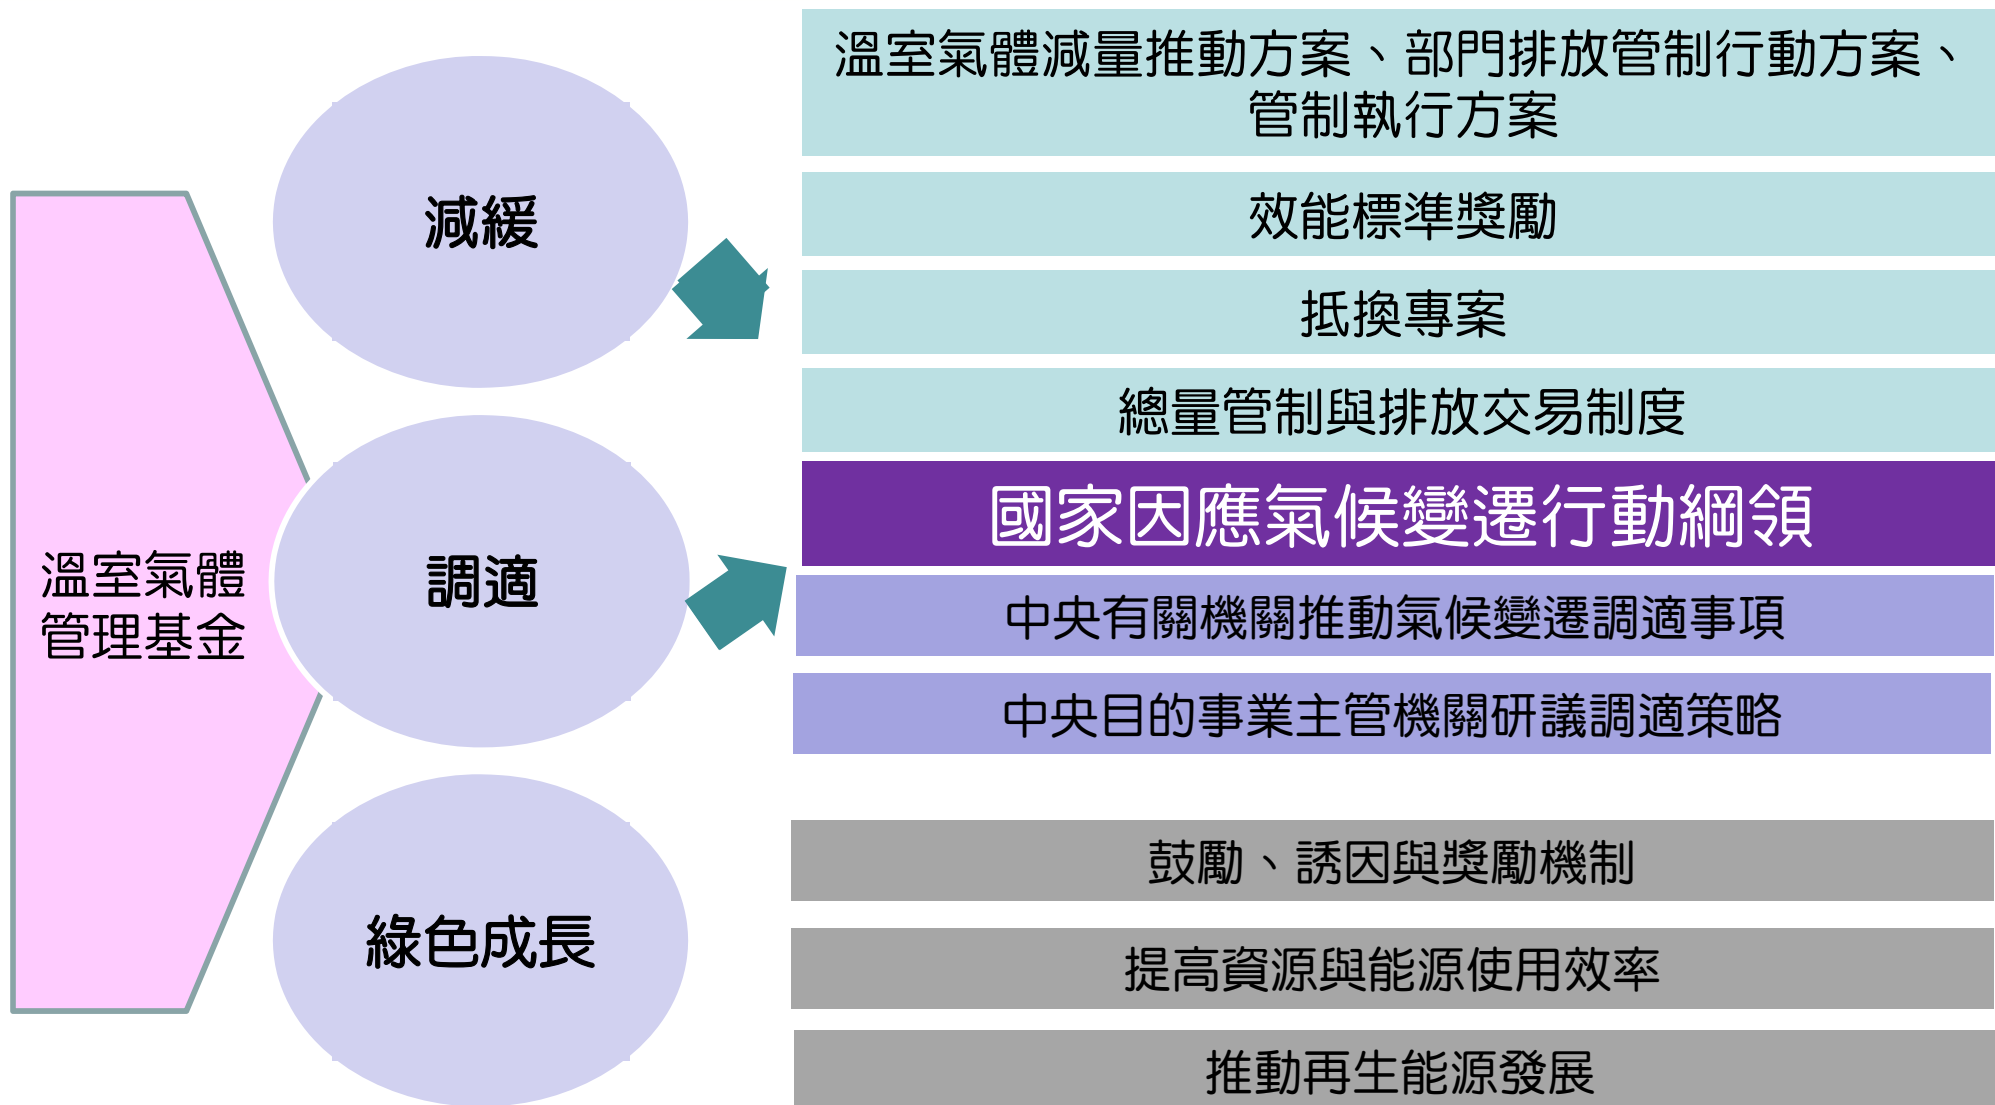 溫室氣體
管理基金
減緩
調適
綠色成長
溫室氣體減量推動方案、部門排放管制行動方案、
管制執行方案
效能標準獎勵
抵換專案
總量管制與排放交易制度
國家因應氣候變遷行動綱領
中央有關機關推動氣候變遷調適事項
中央目的事業主管機關研議調適策略
鼓勵、誘因與獎勵機制
提高資源與能源使用效率
推動再生能源發展